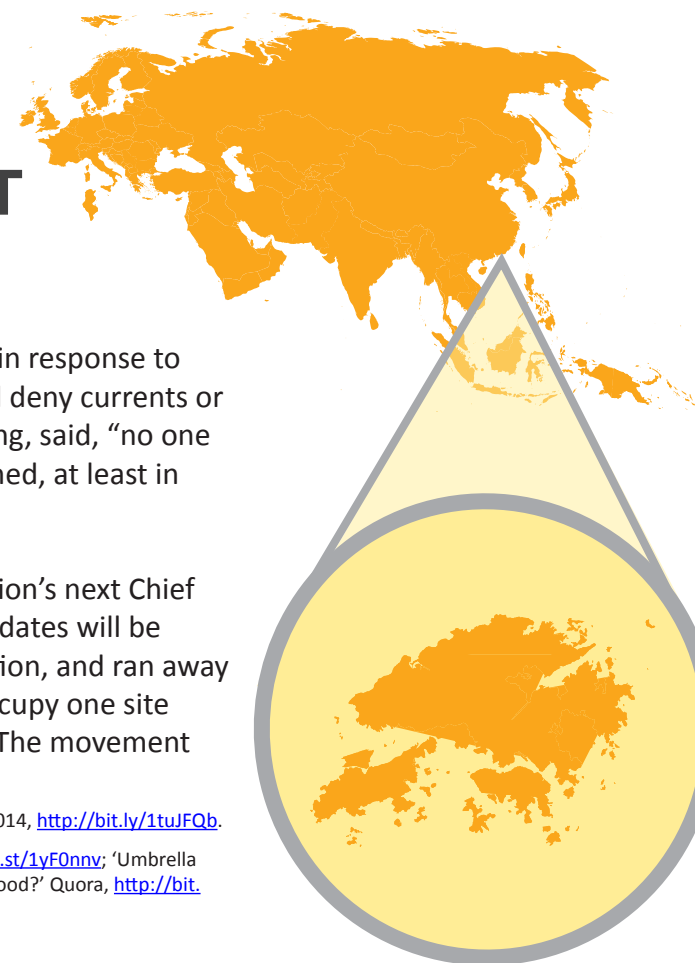 T
in response to
deny currents or
ng, said, “no one
ned, at least in
ion’s next Chief
dates will be
tion, and ran away
cupy one site
The movement
014, http://bit.ly/1tuJFQb.
.st/1yF0nnv; ‘Umbrella
ood?’ Quora, http://bit.